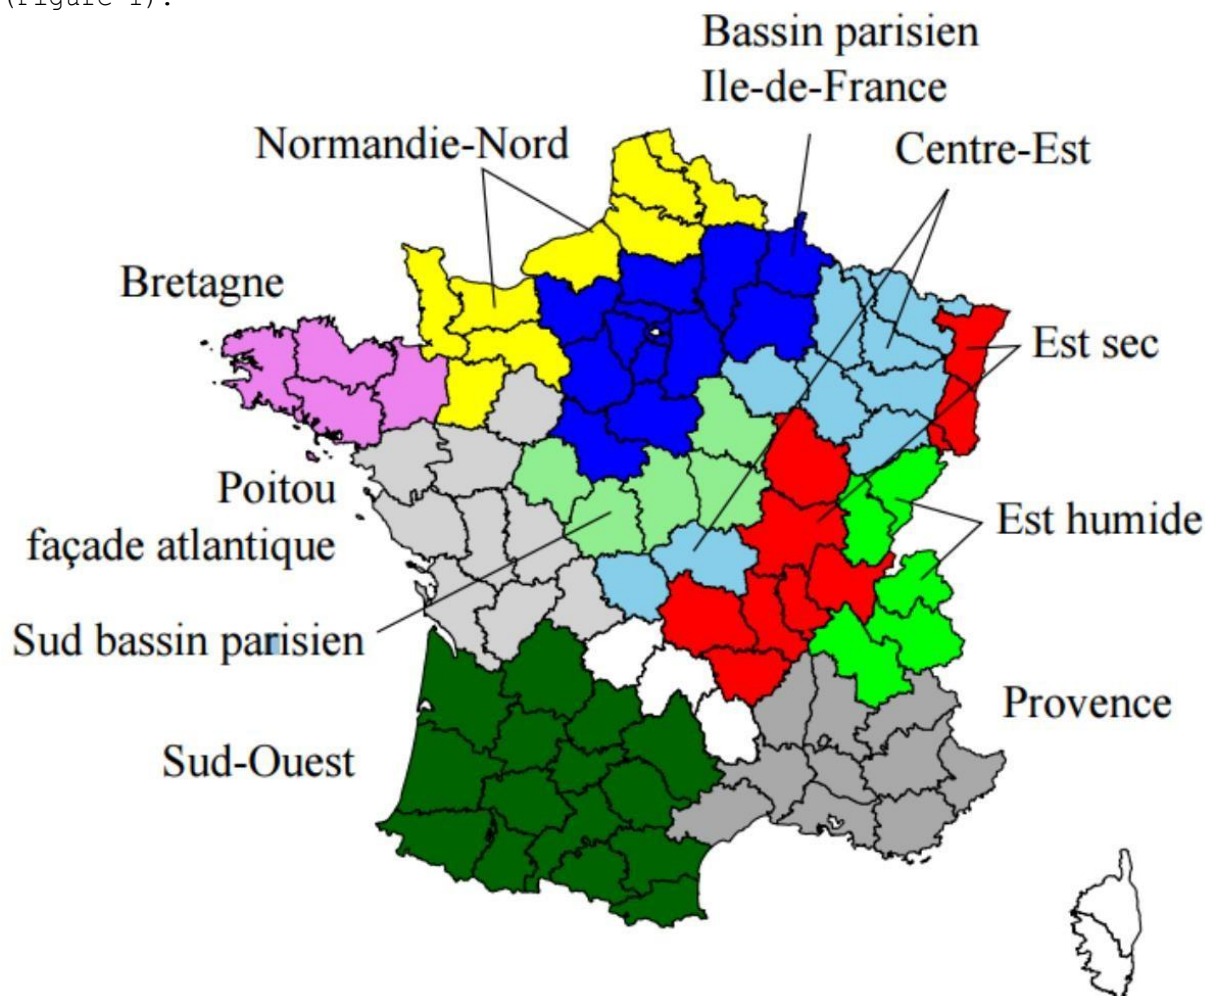 (Figure 1).
Bassin parisien
Ile-de-France
Normandie-Nord
Centre-Est
Bretagne
Est sec
Poitou
façade atlantique
Est humide
Sud bassin parisien
Provence
Sud-Ouest